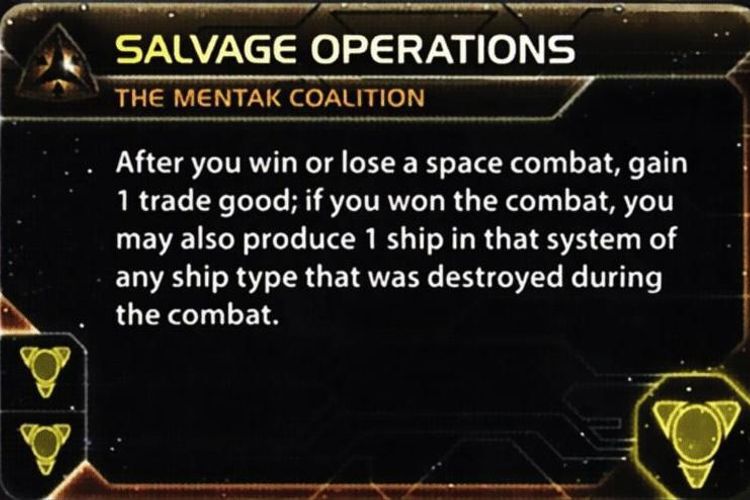 SALVAGE OPERATIONS
THE MENTAK COALITION
After you win or lose a space combat, gain
1 trade good; if you won the combat, you
may also produce 1 ship in that system of
any ship type that was destroyed during
the combat.